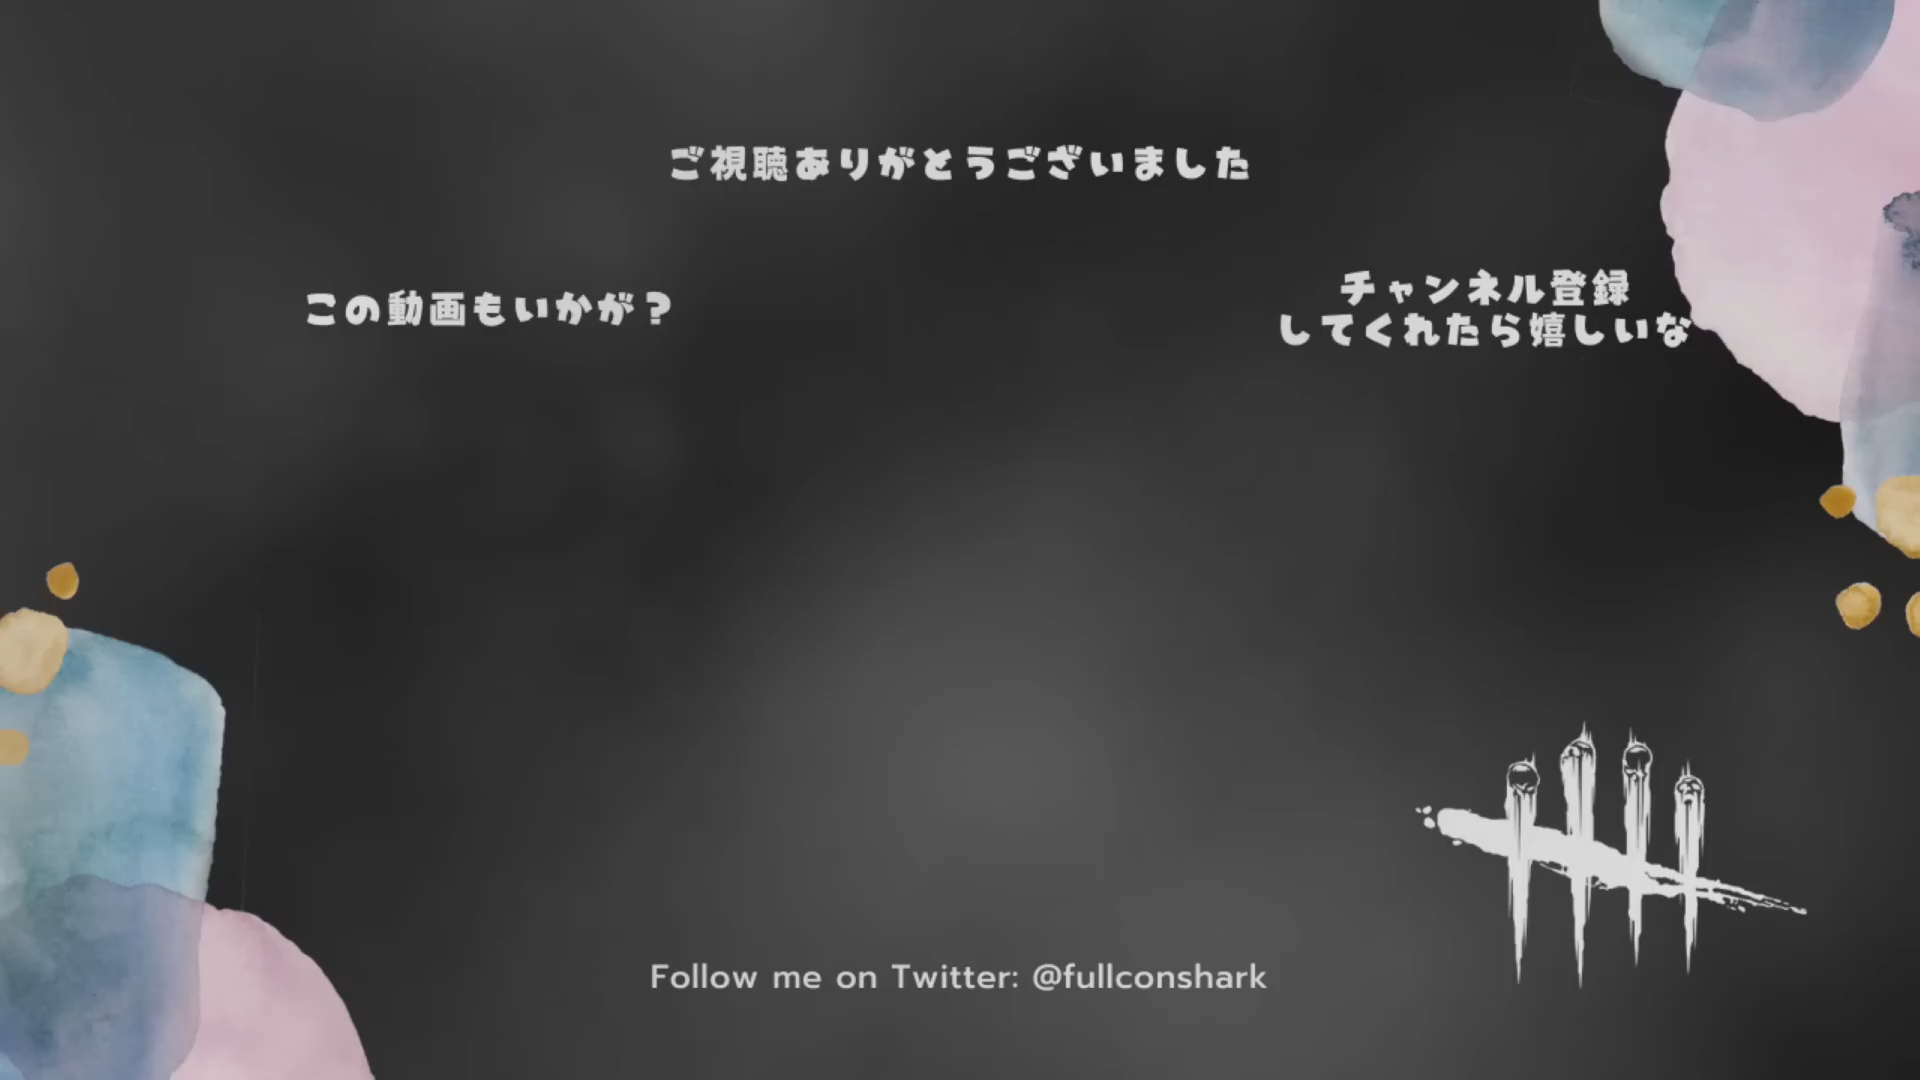 ご視聴ありがとうございました
この動画もいかが？
チャンネル登録
してくれたら嬉しいな
Follow me on Twitter: @fullconshark